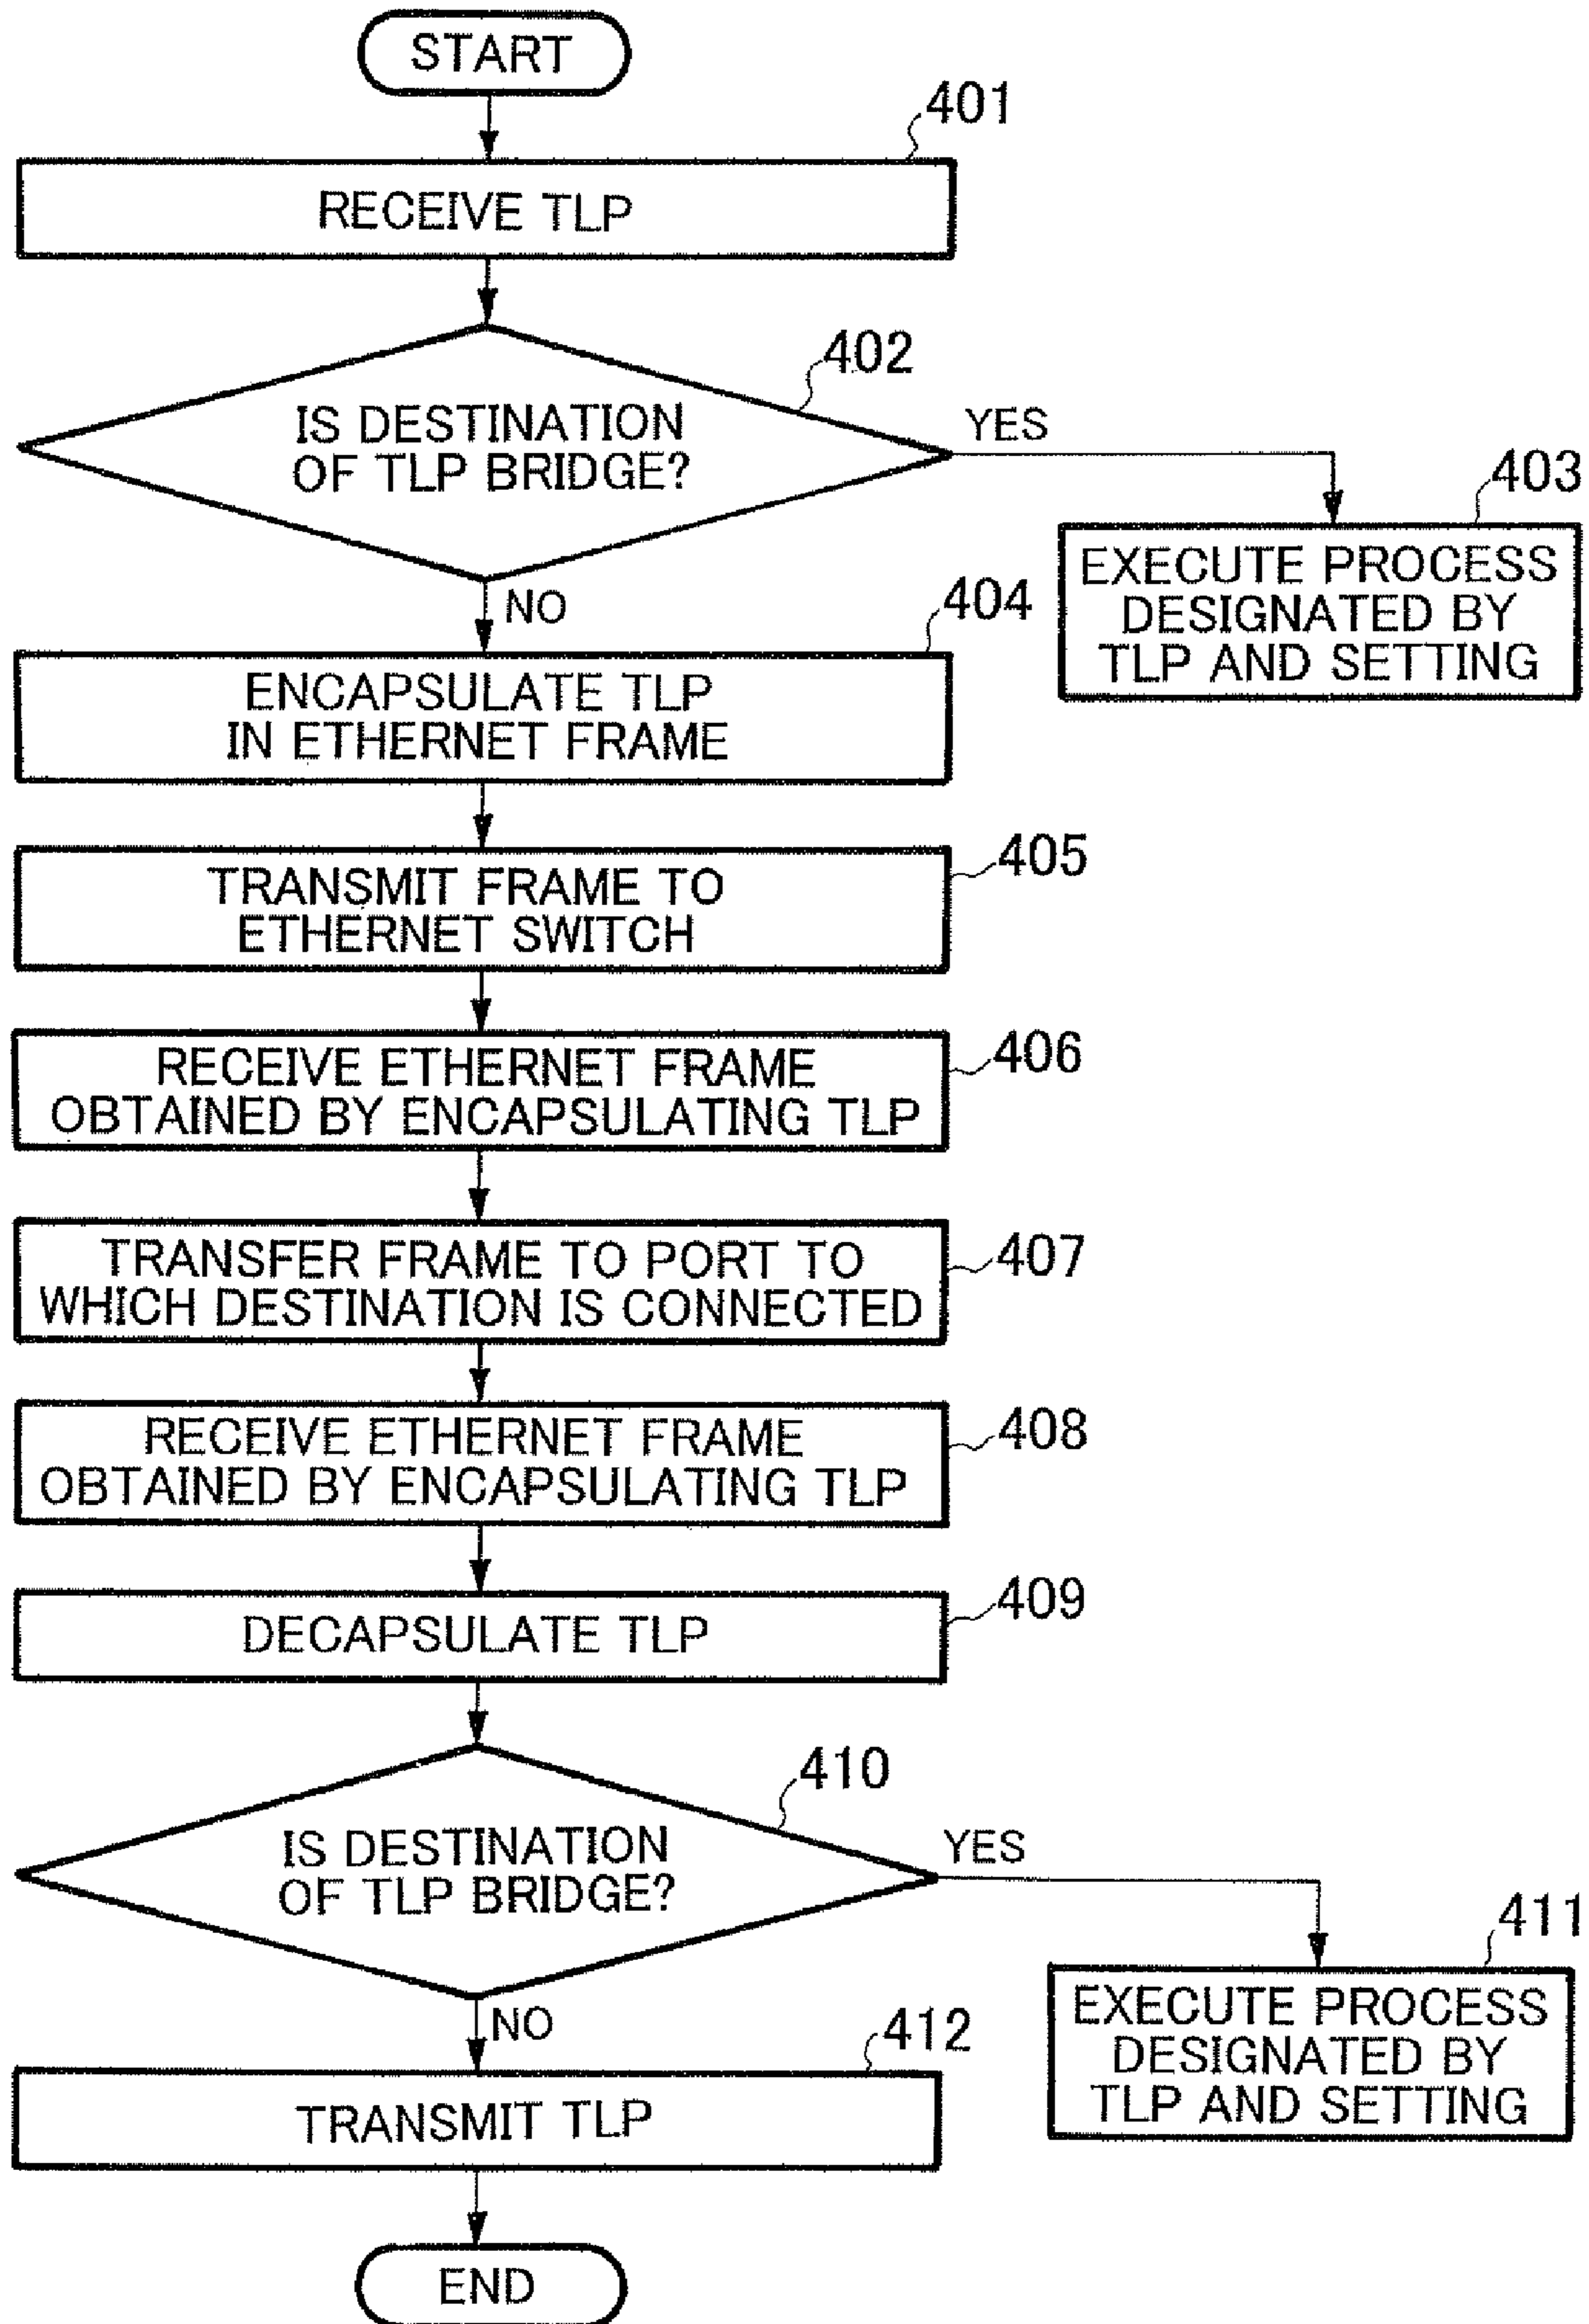 START
401
RECEIVE TLP
402
IS DESTINATION
OF TLP BRIDGE?
YES
403
EXECUTE PROCESS
DESIGNATED BY
TLP AND SETTING
NO
404
ENCAPSULATE TLP
IN ETHERNET FRAME
405
TRANSMIT FRAME TO
ETHERNET SWITCH
406
RECEIVE ETHERNET FRAME
OBTAINED BY ENCAPSULATING TLP
407
TRANSFER FRAME TO PORT TO
WHICH DESTINATION IS CONNECTED
408
RECEIVE ETHERNET FRAME
OBTAINED BY ENCAPSULATING TLP
409
DECAPSULATE TLP
410
IS DESTINATION
OF TLP BRIDGE?
YES
411
EXECUTE PROCESS
DESIGNATED BY
TLP AND SETTING
NO
412
TRANSMIT TLP
END